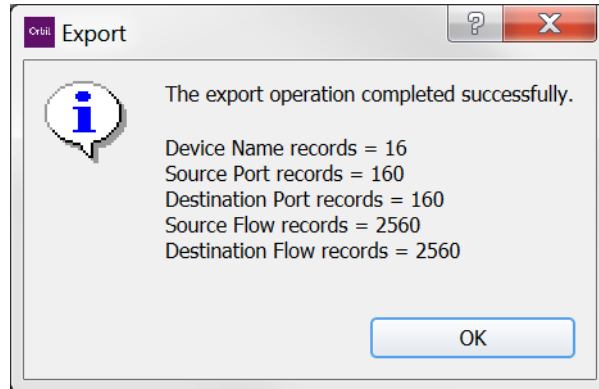 Orbit
Export
The export operation completed successfully.
Device Name records = 16
Source Port records = 160
Destination Port records = 160
Source Flow records = 2560
Destination Flow records = 2560
OK